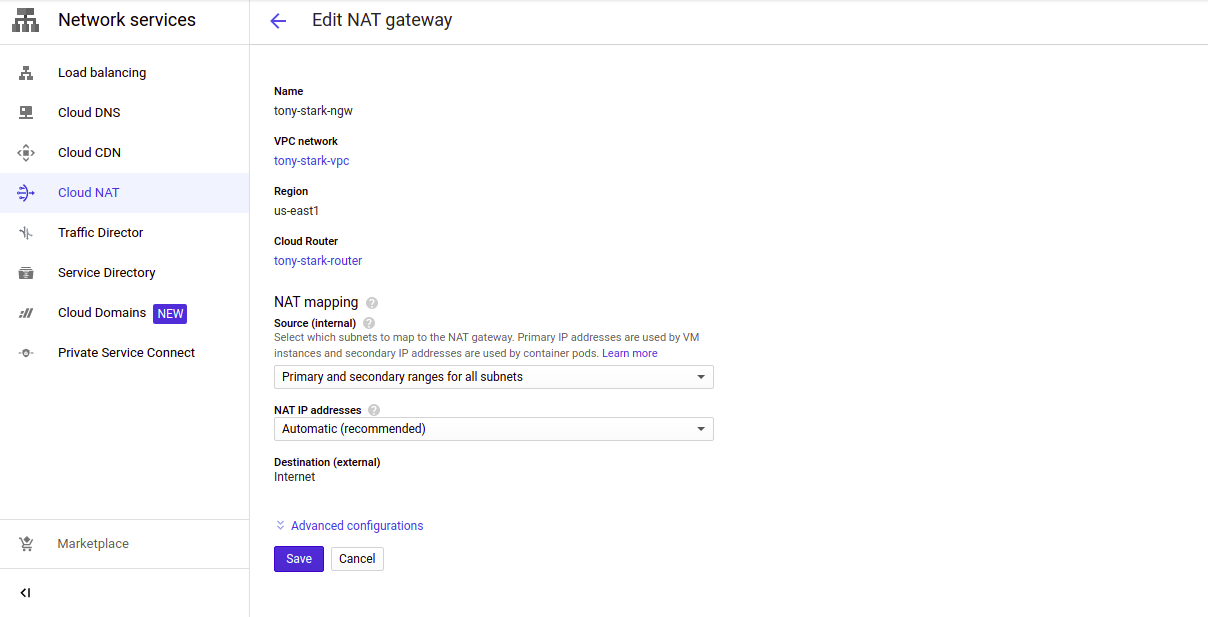 Network services
Edit NAT gateway
Load balancing
Cloud DNS
Cloud CDN
Cloud NAT
Traffic Director
Service Directory
Cloud Domains NEW
Private Service Connect
Marketplace
Name
tony-stark-ngw
VPC network
tony-stark-vpc
Region
us-east1
Cloud Router
tony-stark-router
NAT mapping ?
Source (internal) ?
Select which subnets to map to the NAT gateway. Primary IP addresses are used by VM
instances and secondary IP addresses are used by container pods. Learn more
Primary and secondary ranges for all subnets
NAT IP addresses ?
Automatic (recommended)
Destination (external)
Internet
Advanced configurations
Save Cancel